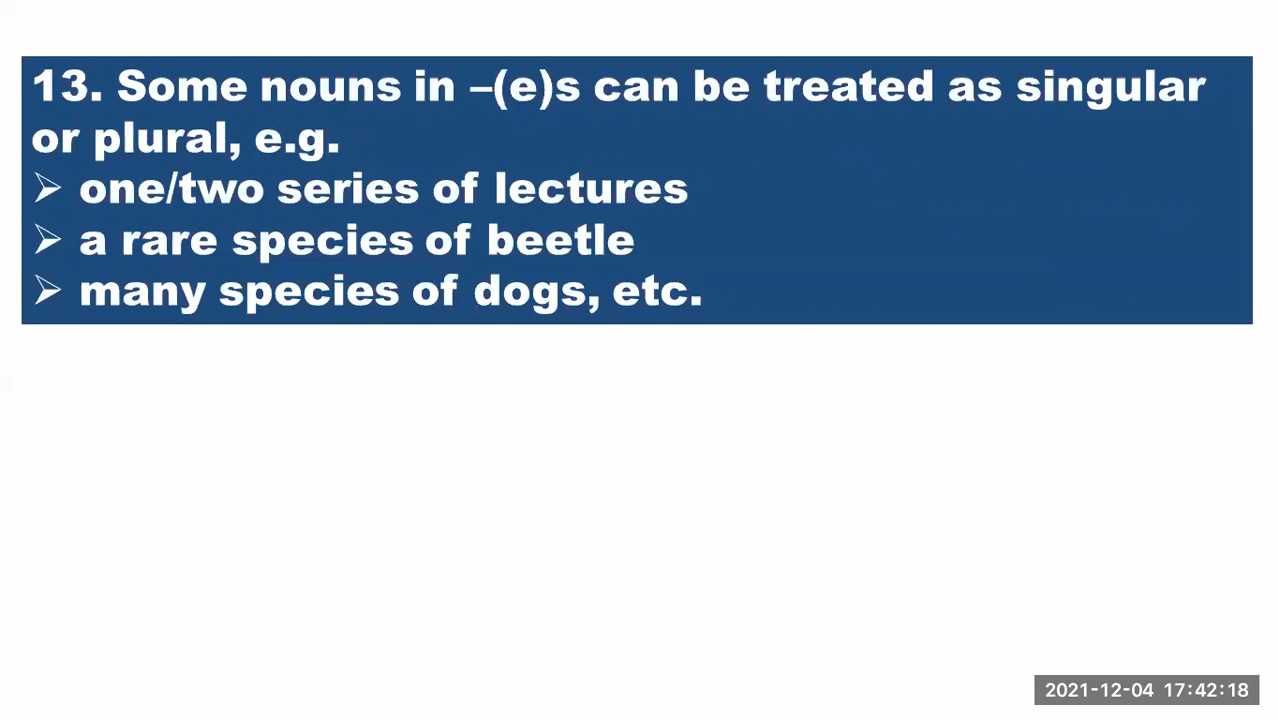 13. Some nouns in –(e)s can be treated as singular
or plural, e.g.
➢ one/two series of lectures
➢ a rare species of beetle
➢ many species of dogs, etc.
2021-12-04 17:42:18